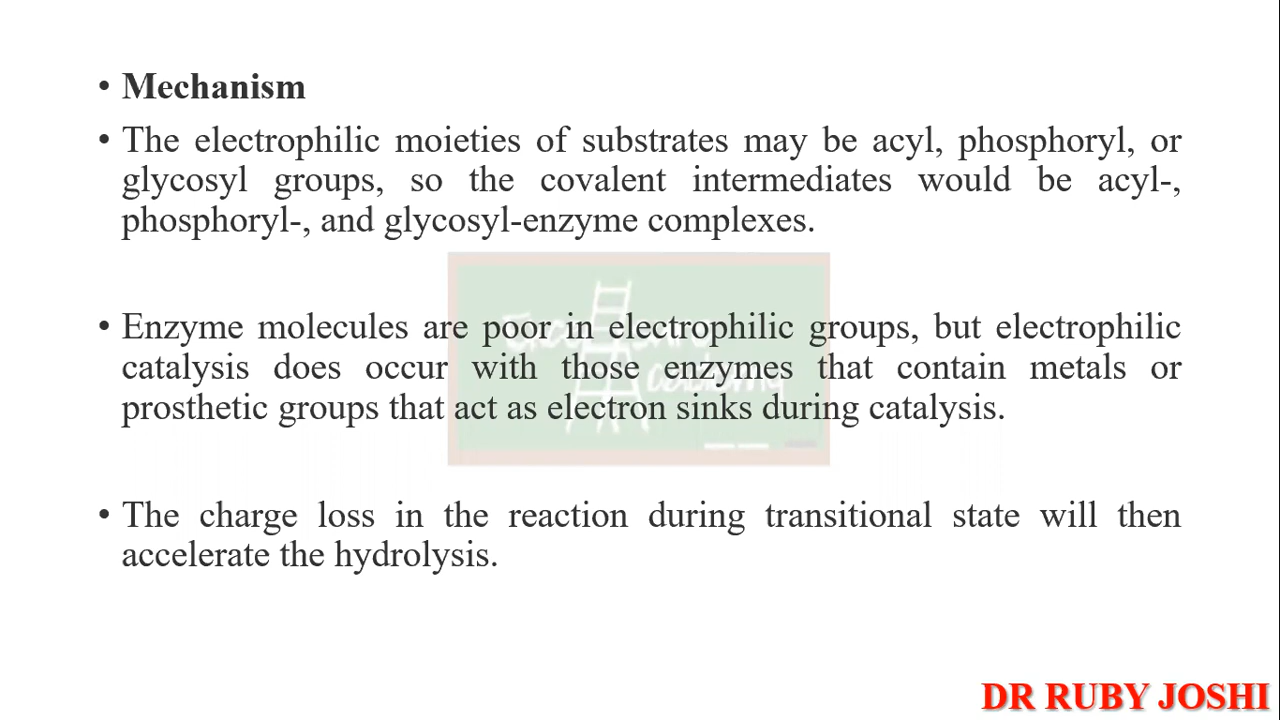 • Mechanism
• The electrophilic moieties of substrates may be acyl, phosphoryl, or
glycosyl groups, so the covalent intermediates would be acyl-,
phosphoryl-, and glycosyl-enzyme complexes.
• Enzyme molecules are poor in electrophilic groups, but electrophilic
catalysis does occur with those enzymes that contain metals or
prosthetic groups that act as electron sinks during catalysis.
• The charge loss in the reaction during transitional state will then
accelerate the hydrolysis.
DR RUBY JOSHI